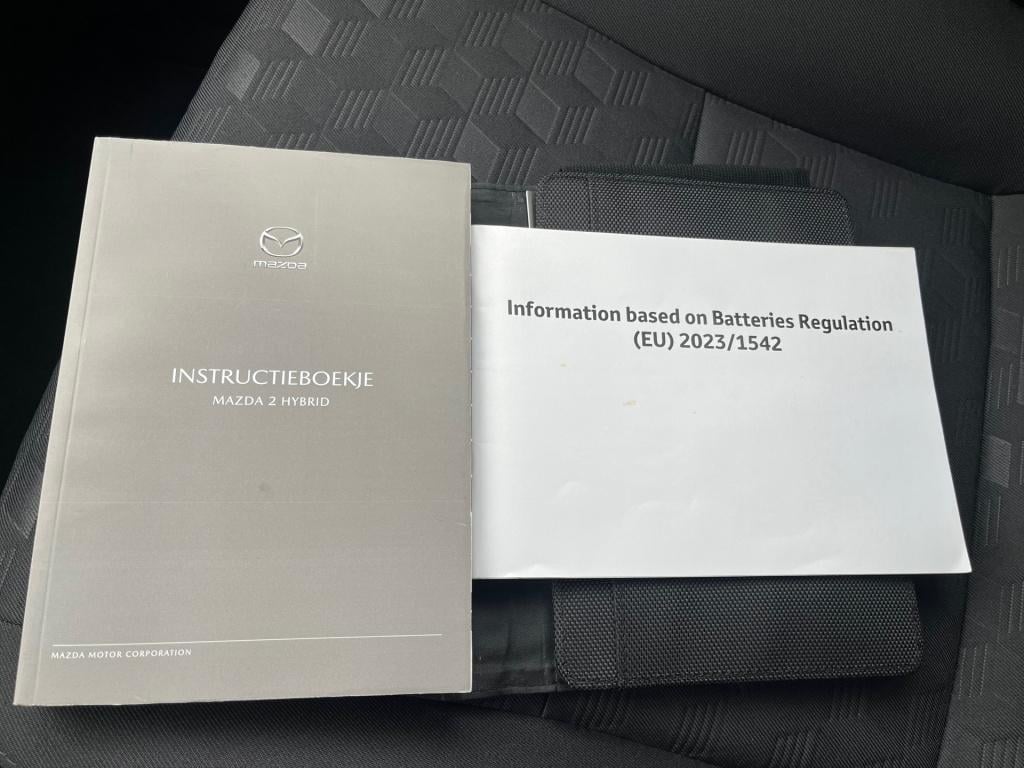 mazda
INSTRUCTIEBOEKJE
MAZDA 2 HYBRID
MAZDA MOTOR CORPORATION
Information based on Batteries Regulation
(EU) 2023/1542